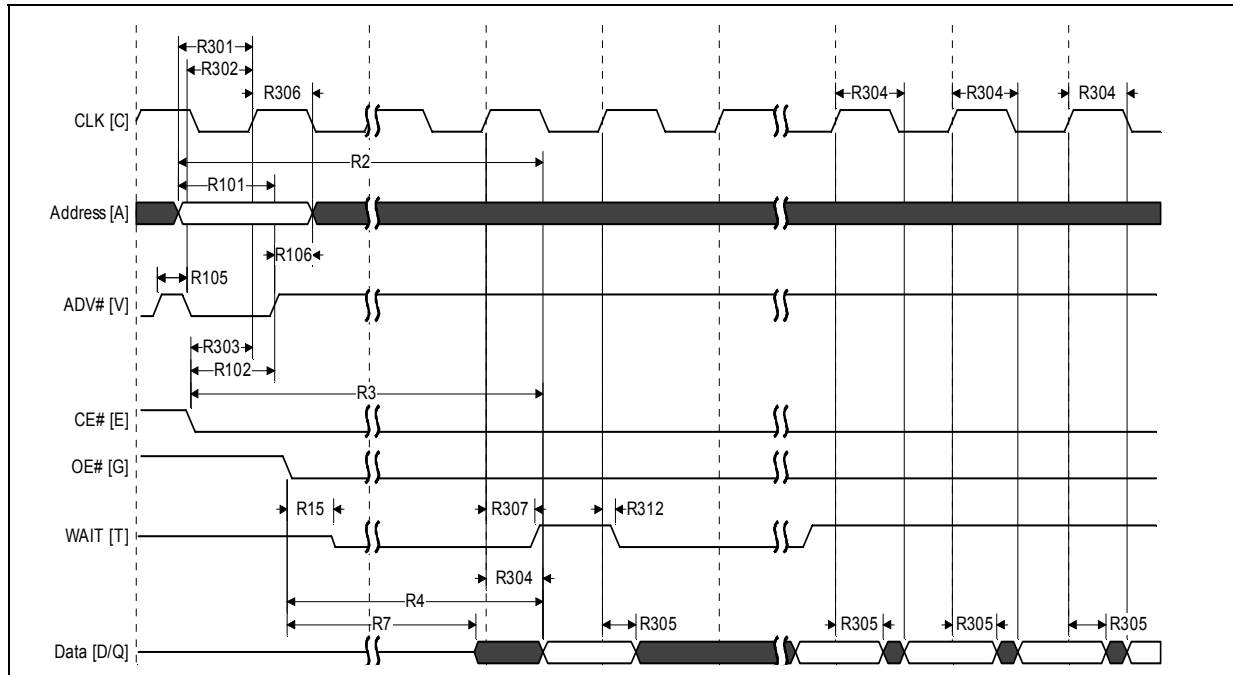 R301
R302
R306
R304
R304
R304
CLK [C]
R2
R101
Address [A]
R106
R105
ADV# [V]
R303
R102
R3
CE# [E]
OE# [G]
R15
R307
R312
WAIT [T]
R304
R4
R7
R305
R305
R305
R305
Data [D/Q]